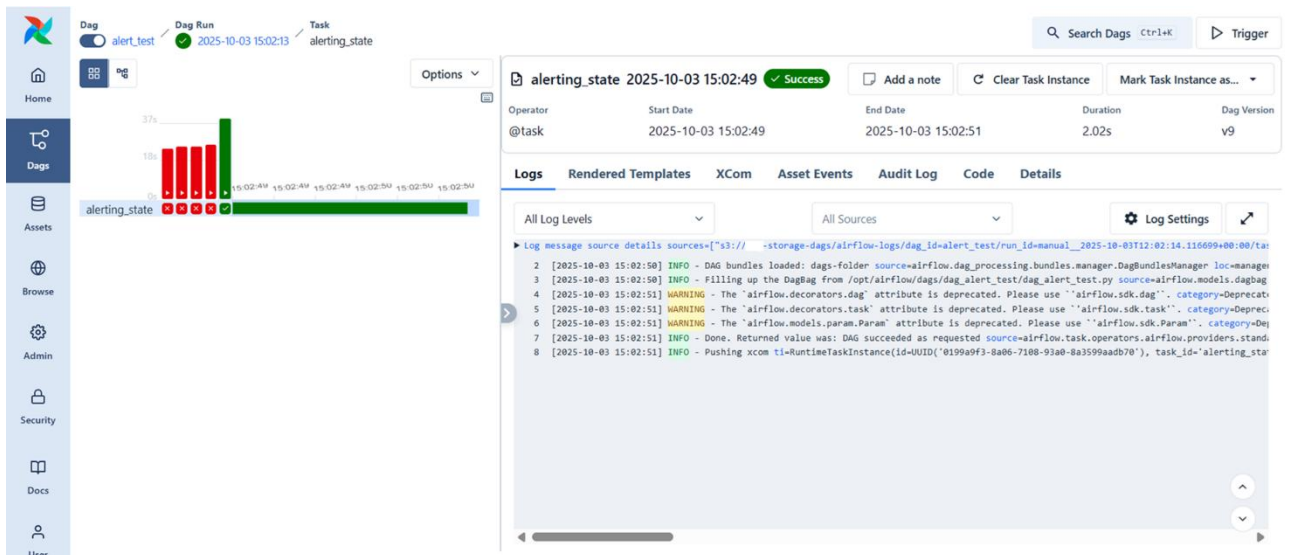 Dag
alert_test
Dag Run
2025-10-03 15:02:13
Task
alerting_state
Search Dags Ctrl+K
Trigger
Home
Dags
Assets
Browse
Admin
Security
Docs
User
Options
37s
18s
0s
15:02:49 15:02:49 15:02:49 15:02:50 15:02:50 15:02:50
alerting_state
alerting_state 2025-10-03 15:02:49 Success
Add a note
Clear Task Instance
Mark Task Instance as...
Operator Start Date End Date Duration Dag Version
@task 2025-10-03 15:02:49 2025-10-03 15:02:51 2.02s v9
Logs Rendered Templates XCom Asset Events Audit Log Code Details
All Log Levels All Sources Log Settings
Log message source details sources=["s3:// -storage-dags/airflow-logs/dag_id=alert_test/run_id=manual__2025-10-03T12:02:14.116699+00:00/tas
2 [2025-10-03 15:02:50] INFO - DAG bundles loaded: dags-folder source=airflow.dag_processing.bundles.manager.DagBundlesManager loc=manager
3 [2025-10-03 15:02:50] INFO - Filling up the DagBag from /opt/airflow/dags/dag_alert_test/dag_alert_test.py source=airflow.models.dagbag
4 [2025-10-03 15:02:51] WARNING - The `airflow.decorators.dag` attribute is deprecated. Please use `'airflow.sdk.dag'`. category=Deprecat
5 [2025-10-03 15:02:51] WARNING - The `airflow.decorators.task` attribute is deprecated. Please use `'airflow.sdk.task'`. category=Depreca
6 [2025-10-03 15:02:51] WARNING - The `airflow.models.param.Param` attribute is deprecated. Please use `'airflow.sdk.Param'`. category=Dep
7 [2025-10-03 15:02:51] INFO - Done. Returned value was: DAG succeeded as requested source=airflow.task.operators.airflow.providers.standa
8 [2025-10-03 15:02:51] INFO - Pushing xcom ti=RuntimeTaskInstance(id=UUID('0199a9f3-8a06-7108-93a0-8a3599aadb70'), task_id='alerting_stat